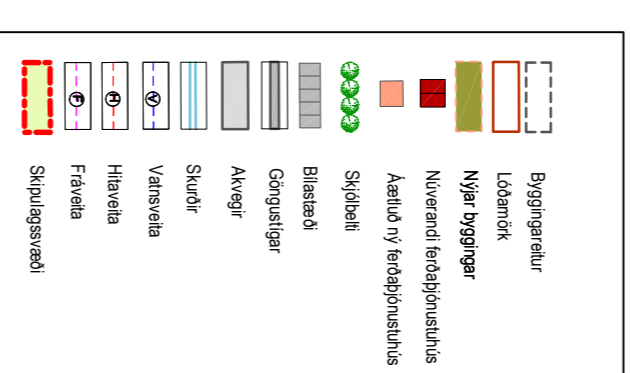 Byggingareitur
Lóðamörk
Nýjar byggingar
Núverandi ferðaþjónustuhús
Áætluð ný ferðaþjónustuhús
Skjólbelti
Bílastæði
Göngustígar
Akvegir
Skurðir
V Vatnsveita
H Hitaveita
F Fráveita
Skipulagssvæði